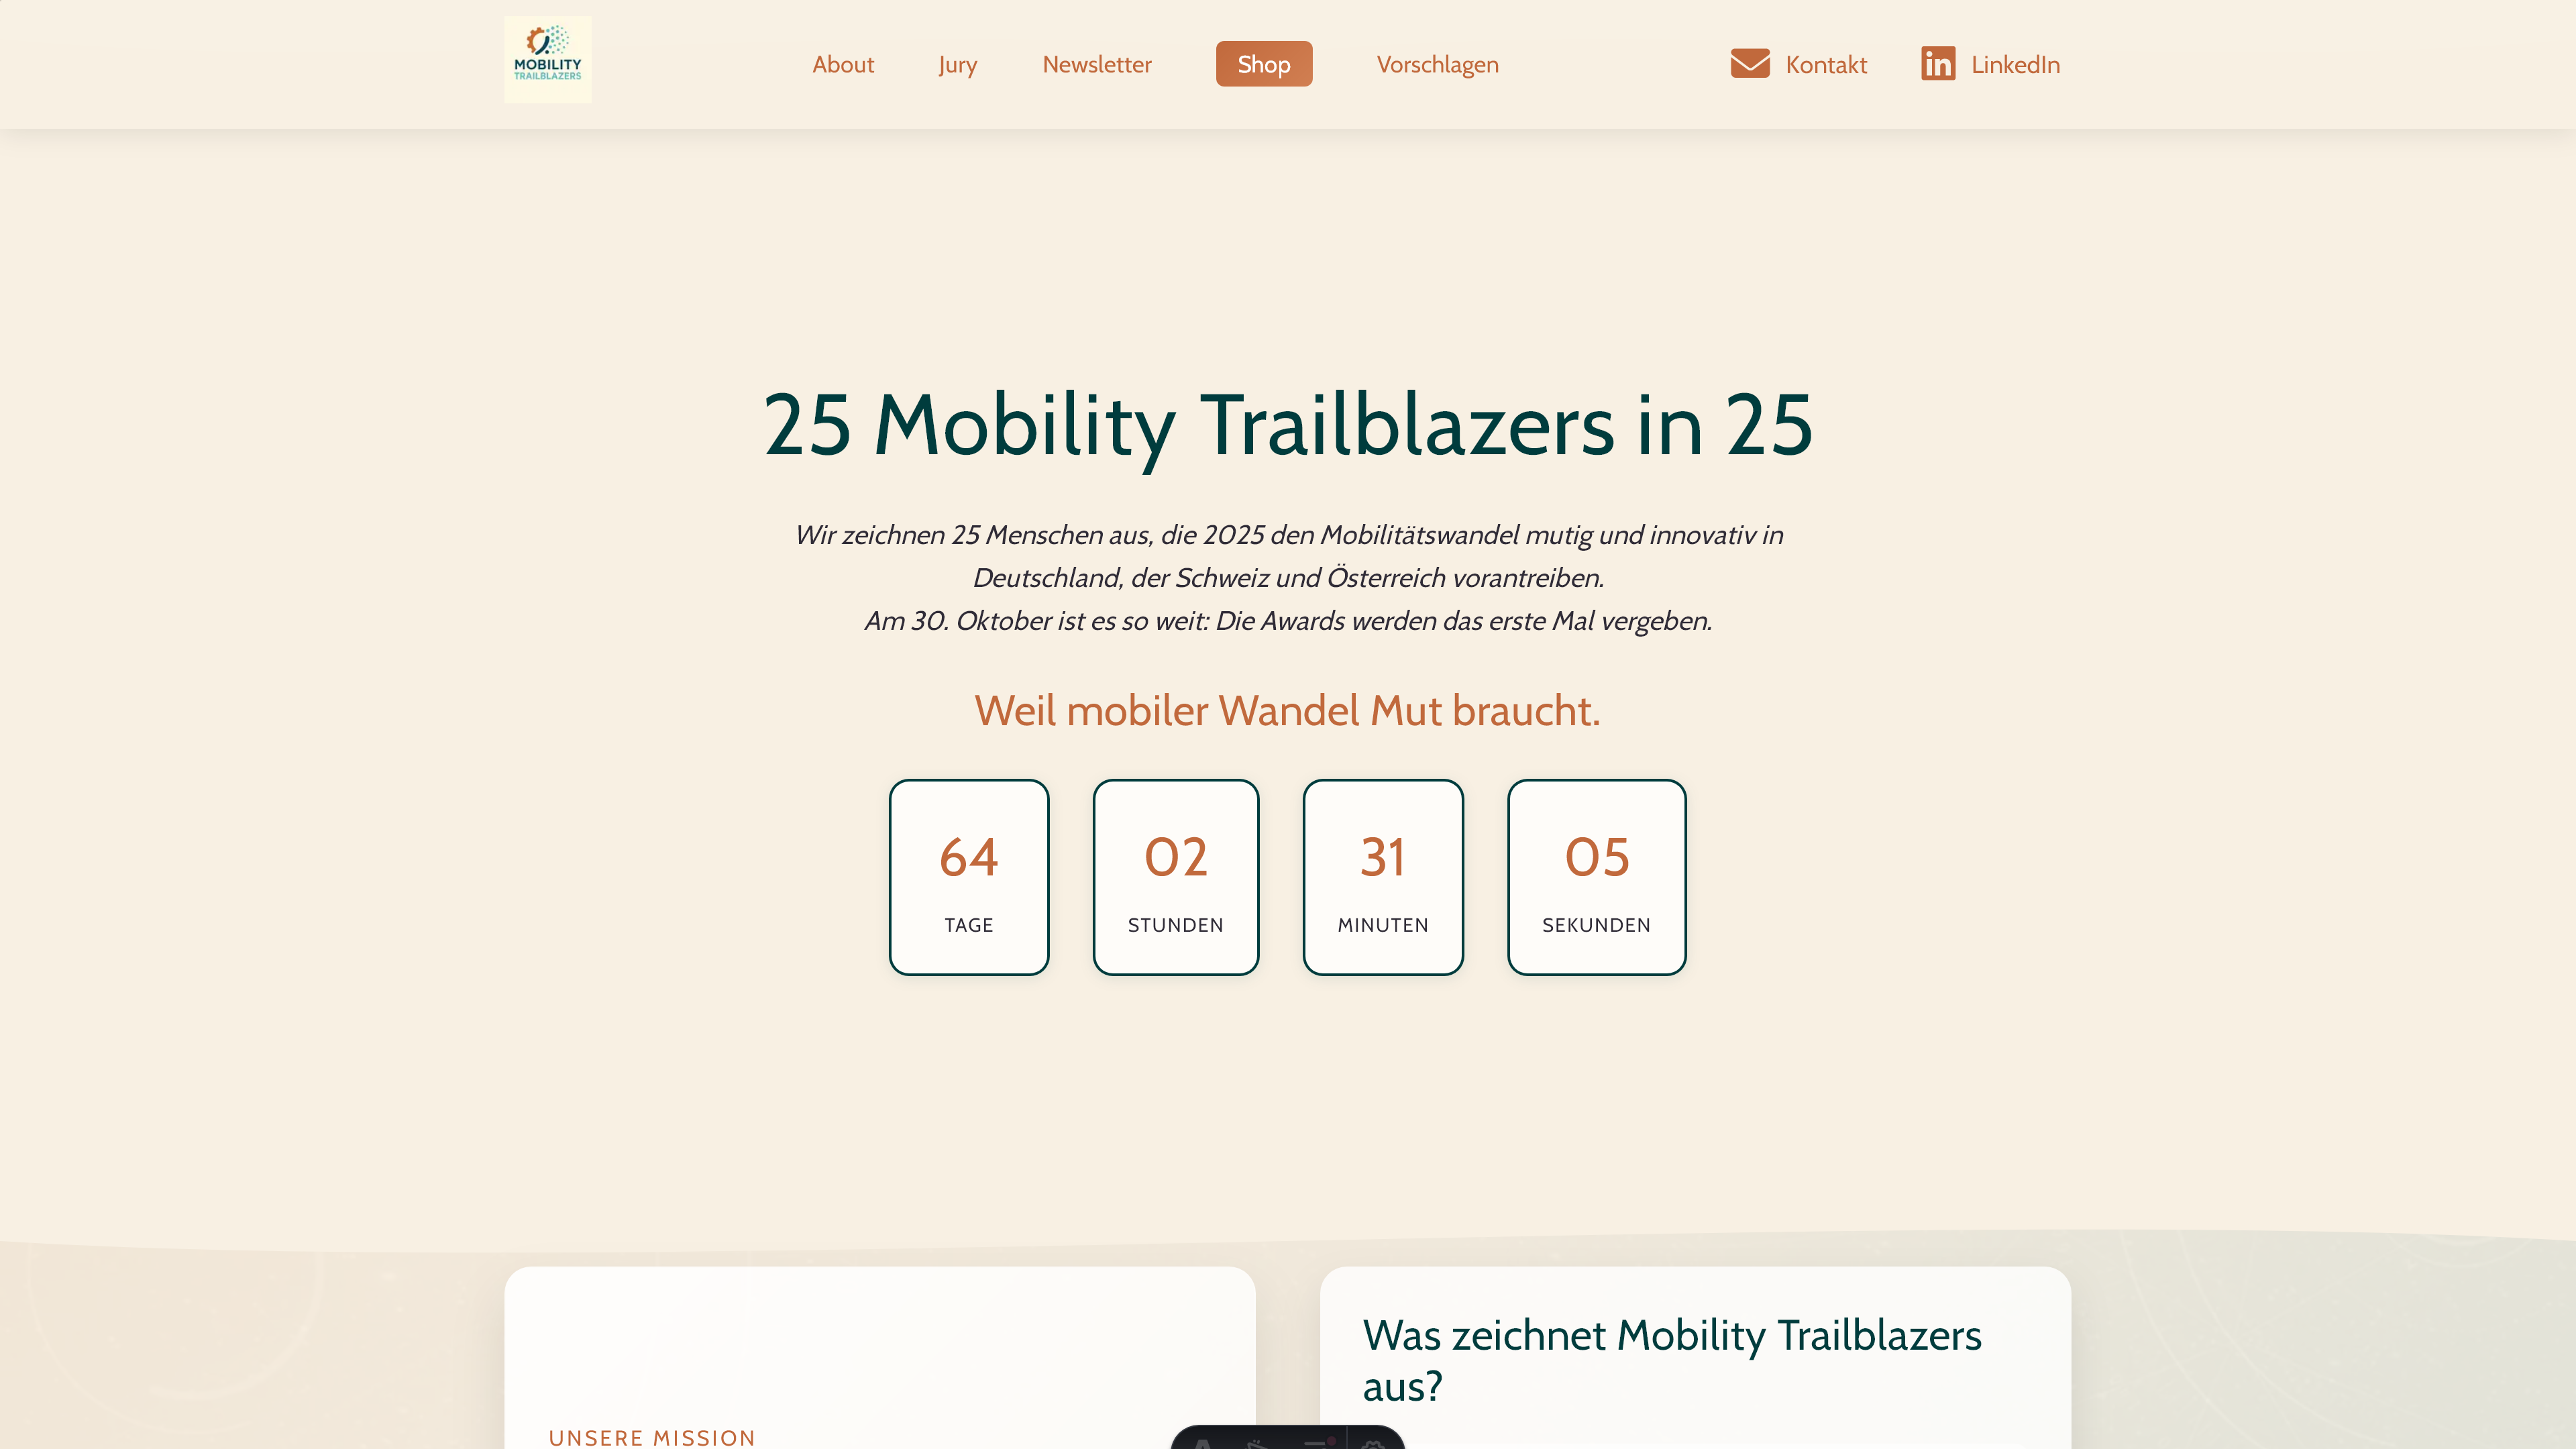 MOBILITY
TRAILBLAZERS
About
Jury
Newsletter
Shop
Vorschlagen
Kontakt
LinkedIn
25 Mobility Trailblazers in 25
Wir zeichnen 25 Menschen aus, die 2025 den Mobilitätswandel mutig und innovativ in
Deutschland, der Schweiz und Österreich vorantreiben.
Am 30. Oktober ist es so weit: Die Awards werden das erste Mal vergeben.
Weil mobiler Wandel Mut braucht.
64
TAGE
02
STUNDEN
31
MINUTEN
05
SEKUNDEN
UNSERE MISSION
Was zeichnet Mobility Trailblazers
aus?